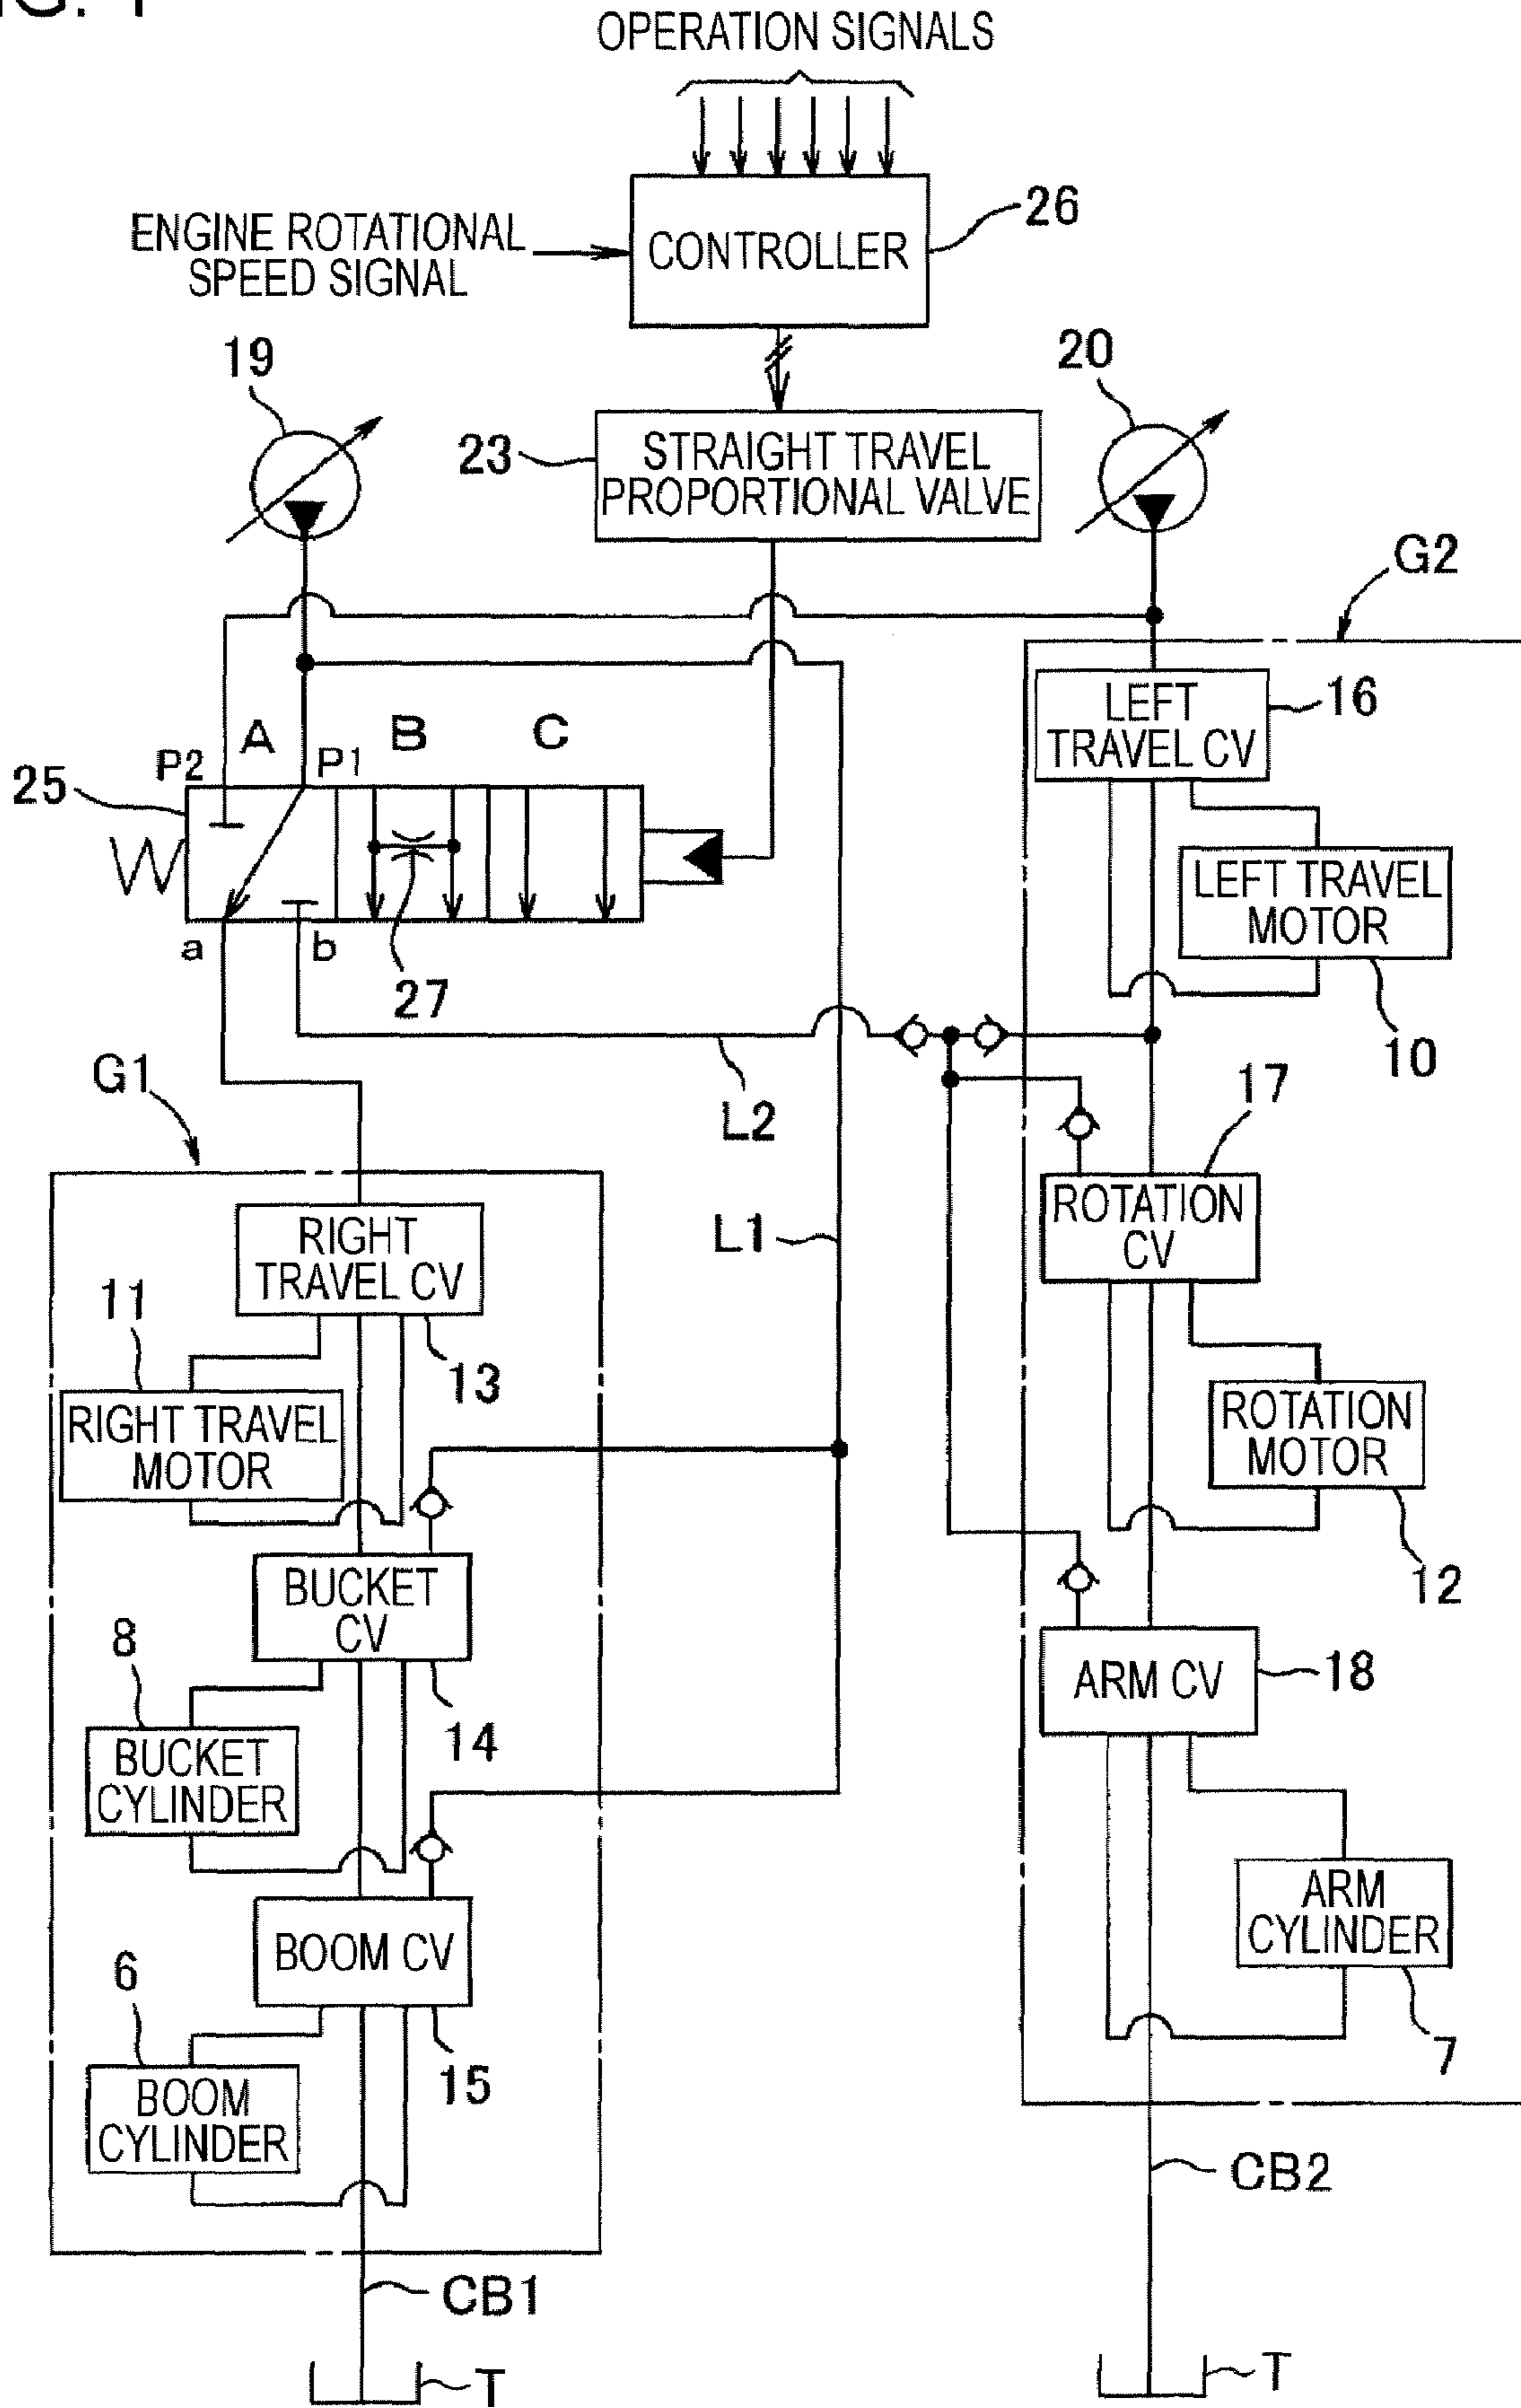 OPERATION SIGNALS
ENGINE ROTATIONAL
SPEED SIGNAL
CONTROLLER
26
19
20
23
STRAIGHT TRAVEL
PROPORTIONAL VALVE
G2
A
B
C
P2
P1
25
LEFT
TRAVEL CV
16
LEFT TRAVEL
MOTOR
a
b
27
10
G1
L2
17
ROTATION
CV
L1
RIGHT
TRAVEL CV
11
13
RIGHT TRAVEL
MOTOR
ROTATION
MOTOR
12
BUCKET
CV
8
14
BUCKET
CYLINDER
ARM CV
18
BOOM CV
ARM
CYLINDER
6
15
7
BOOM
CYLINDER
CB2
CB1
T
T